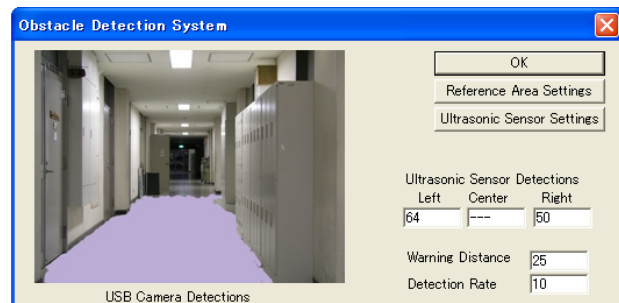 Obstacle Detection System
OK
Reference Area Settings
Ultrasonic Sensor Settings
Ultrasonic Sensor Detections
Left Center Right
64 --- 50
Warning Distance 25
Detection Rate 10
USB Camera Detections